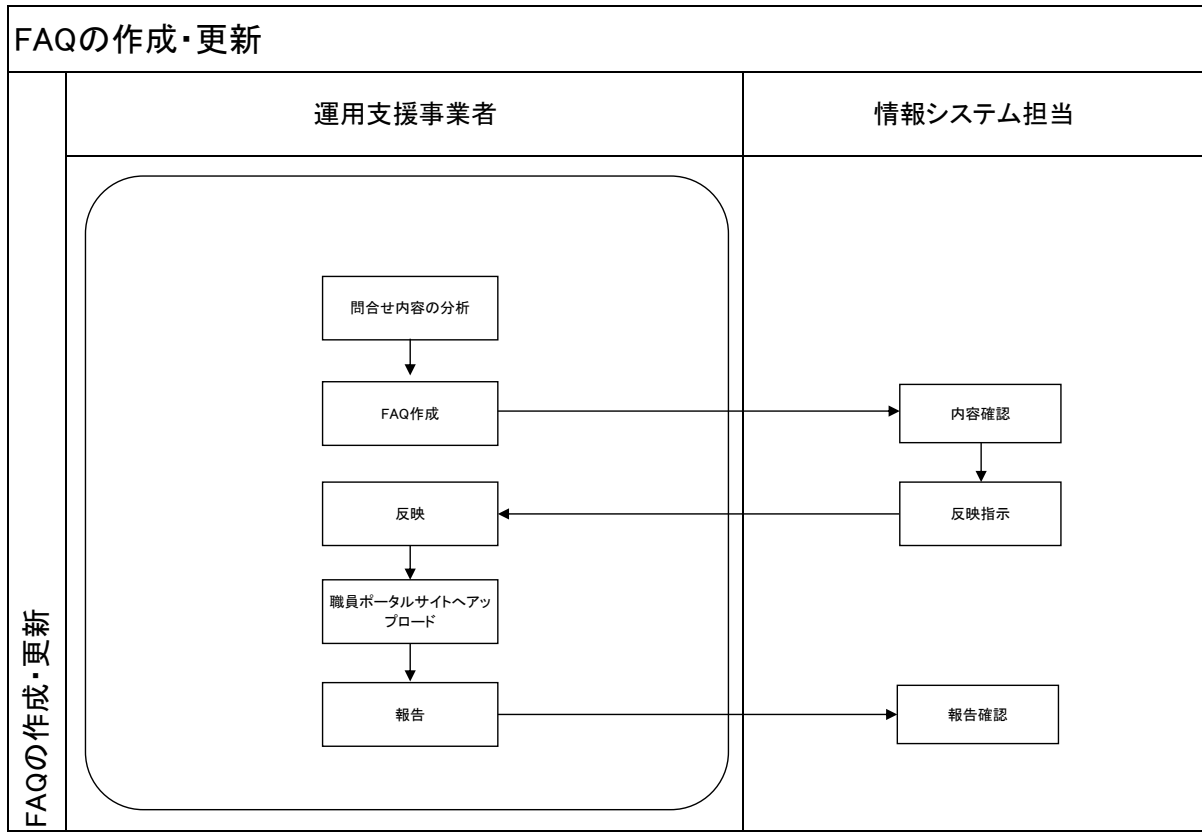 FAQの作成・更新
運用支援事業者
情報システム担当
問合せ内容の分析
FAQ作成
内容確認
反映
反映指示
職員ポータルサイトへアッ
プロード
報告
報告確認
FAQの作成・更新